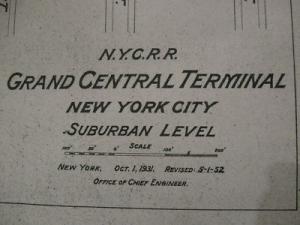 N.Y.C.R.R.
GRAND CENTRAL TERMINAL
NEW YORK CITY
SUBURBAN LEVEL
SCALE
NEW YORK, OCT. 1, 1931. REVISED: 5-1-52
OFFICE OF CHIEF ENGINEER.